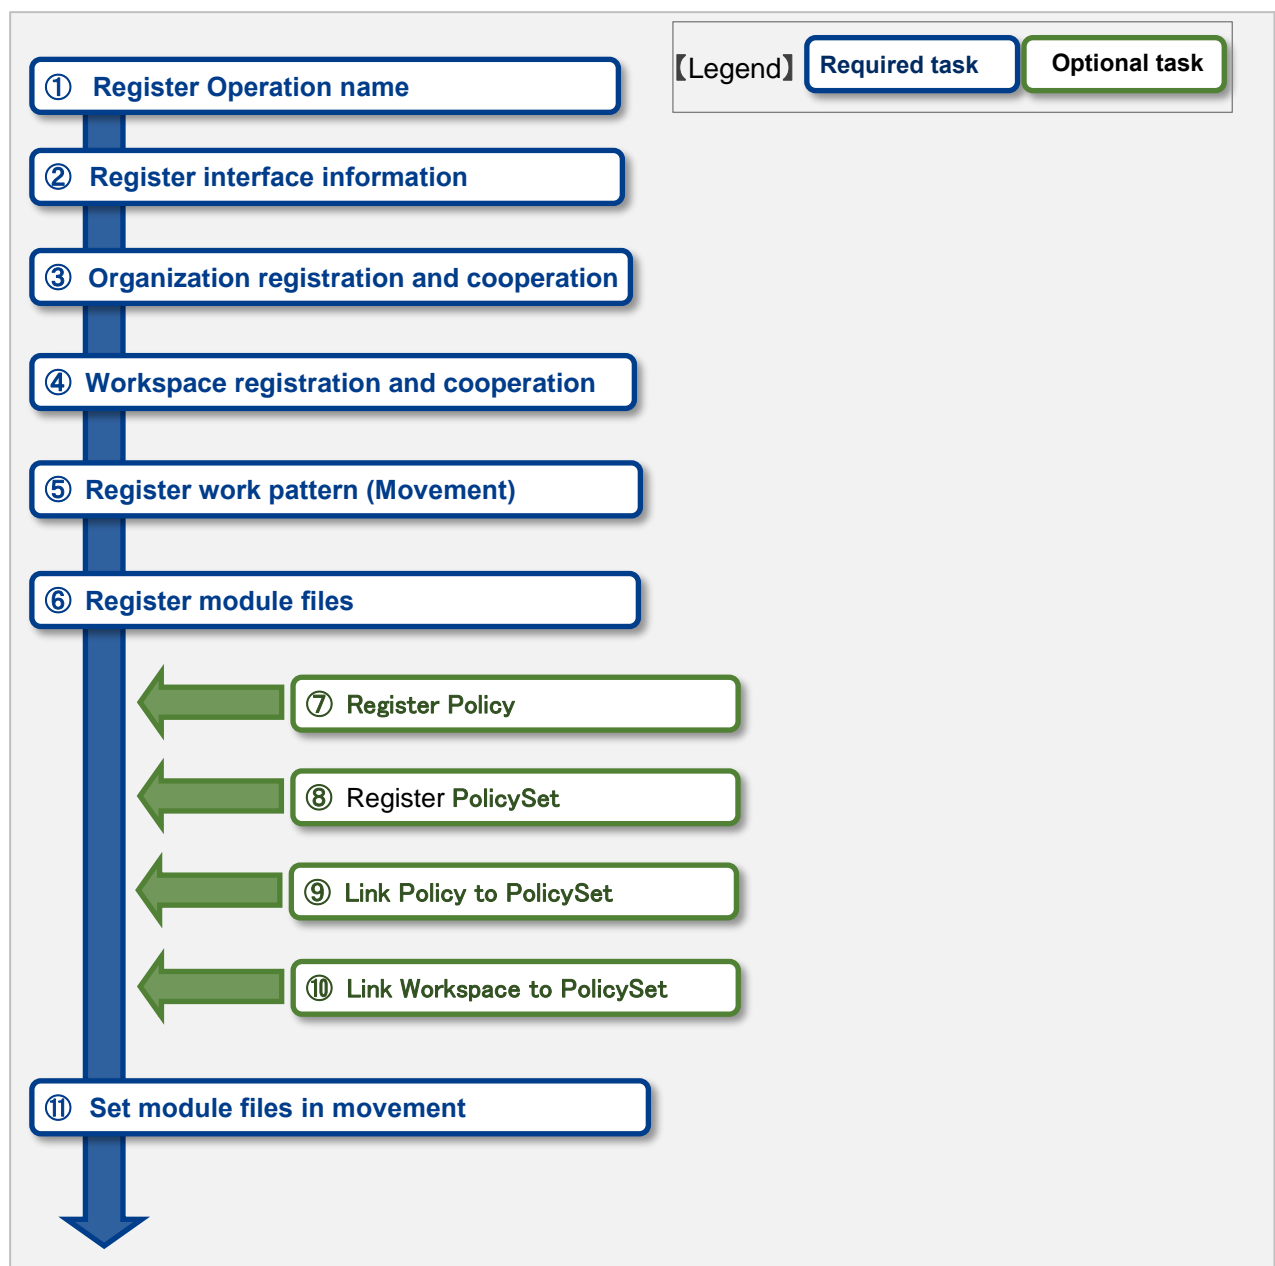 【Legend】 Required task Optional task
① Register Operation name
② Register interface information
③ Organization registration and cooperation
④ Workspace registration and cooperation
⑤ Register work pattern (Movement)
⑥ Register module files
⑦ Register Policy
⑧ Register PolicySet
⑨ Link Policy to PolicySet
⑩ Link Workspace to PolicySet
⑪ Set module files in movement